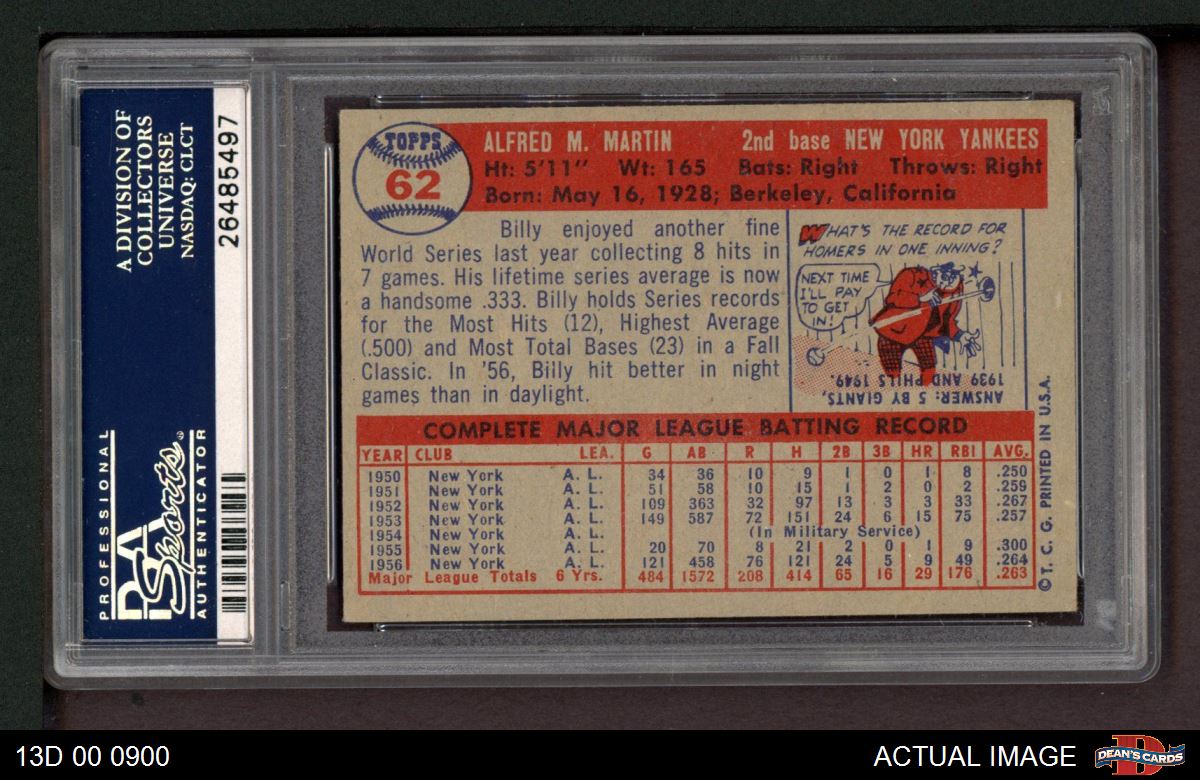 A DIVISION OF
COLLECTORS
UNIVERSE
NASDAQ: CLCT
26485497
PROFESSIONAL
PSA
Sports
AUTHENTICATOR
TOPPS
62
ALFRED M. MARTIN 2nd base NEW YORK YANKEES
Ht: 5'11" Wt: 165 Bats: Right Throws: Right
Born: May 16, 1928; Berkeley, California
Billy enjoyed another fine
World Series last year collecting 8 hits in
7 games. His lifetime series average is now
a handsome .333. Billy holds Series records
for the Most Hits (12), Highest Average
(.500) and Most Total Bases (23) in a Fall
Classic. In '56, Billy hit better in night
games than in daylight.
WHAT'S THE RECORD FOR
HOMERS IN ONE INNING?
NEXT TIME
I'LL PAY
TO GET
IN!
ANSWER: 5 BY GIANTS,
1939 AND PHILS 1949.
COMPLETE MAJOR LEAGUE BATTING RECORD
YEAR CLUB LEA. G AB R H 2B 3B HR RBI AVG.
1950 New York A. L. 34 36 10 9 1 0 1 8 .250
1951 New York A. L. 51 58 10 15 1 2 0 2 .259
1952 New York A. L. 109 363 32 97 13 3 3 33 .267
1953 New York A. L. 149 587 72 151 24 6 15 75 .257
1954 New York A. L. (In Military Service)
1955 New York A. L. 20 70 8 21 2 0 1 9 .300
1956 New York A. L. 121 458 76 121 24 5 9 49 .264
Major League Totals 6 Yrs. 484 1572 208 414 65 16 29 176 .263
© T. C. G. PRINTED IN U.S.A.
13D 00 0900
ACTUAL IMAGE
D
DEAN'S CARDS